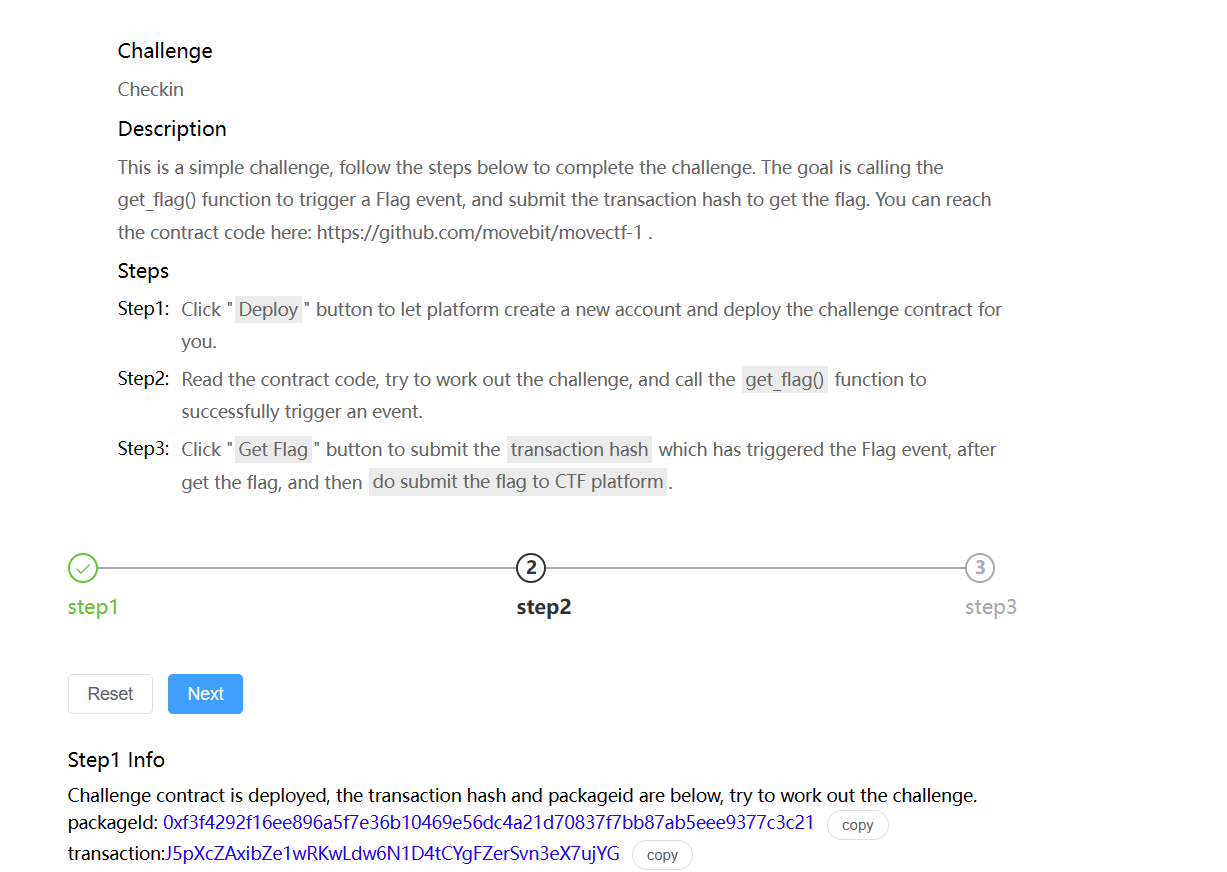 Challenge
Checkin
Description
This is a simple challenge, follow the steps below to complete the challenge. The goal is calling the
get_flag() function to trigger a Flag event, and submit the transaction hash to get the flag. You can reach
the contract code here: https://github.com/movebit/movectf-1 .
Steps
Step1: Click " Deploy " button to let platform create a new account and deploy the challenge contract for
you.
Step2: Read the contract code, try to work out the challenge, and call the get_flag() function to
successfully trigger an event.
Step3: Click " Get Flag " button to submit the transaction hash which has triggered the Flag event, after
get the flag, and then do submit the flag to CTF platform .
2 3
step1 step2 step3
Reset Next
Step1 Info
Challenge contract is deployed, the transaction hash and packageid are below, try to work out the challenge.
packageId: 0xf3f4292f16ee896a5f7e36b10469e56dc4a21d70837f7bb87ab5eee9377c3c21 copy
transaction:J5pXcZAxibZe1wRKwLdw6N1D4tCYgFZerSvn3eX7ujYG copy